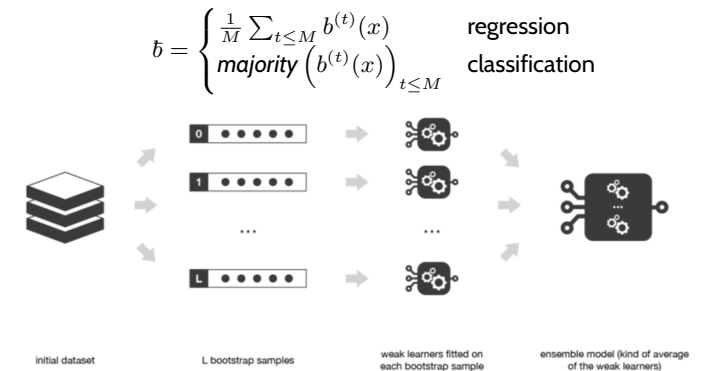 ƀ = { 1/M ∑_{t≤M} b^{(t)}(x) regression
majority (b^{(t)}(x))_{t≤M} classification
0
1
...
...
...
L
initial dataset
L bootstrap samples
weak learners fitted on
each bootstrap sample
ensemble model (kind of average
of the weak learners)